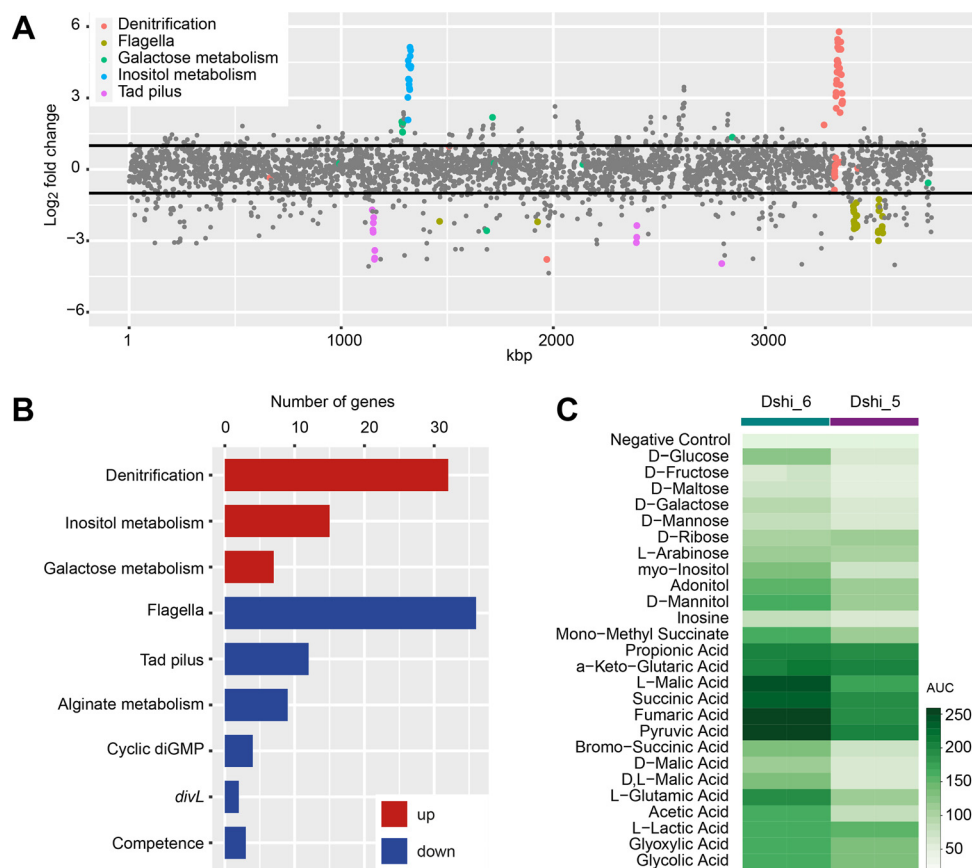 A
Denitrification
Flagella
Galactose metabolism
Inositol metabolism
Tad pilus
Log2 fold change
6
3
0
−3
−6
1
1000
2000
3000
kbp
B
Number of genes
0
10
20
30
Denitrification
Inositol metabolism
Galactose metabolism
Flagella
Tad pilus
Alginate metabolism
Cyclic diGMP
divL
Competence
up
down
C
Dshi_6 Dshi_5
Negative Control
D−Glucose
D−Fructose
D−Maltose
D−Galactose
D−Mannose
D−Ribose
L−Arabinose
myo−Inositol
Adonitol
D−Mannitol
Inosine
Mono−Methyl Succinate
Propionic Acid
a−Keto−Glutaric Acid
L−Malic Acid
Succinic Acid
Fumaric Acid
Pyruvic Acid
Bromo−Succinic Acid
D−Malic Acid
D,L−Malic Acid
L−Glutamic Acid
Acetic Acid
L−Lactic Acid
Glyoxylic Acid
Glycolic Acid
AUC
250
200
150
100
50